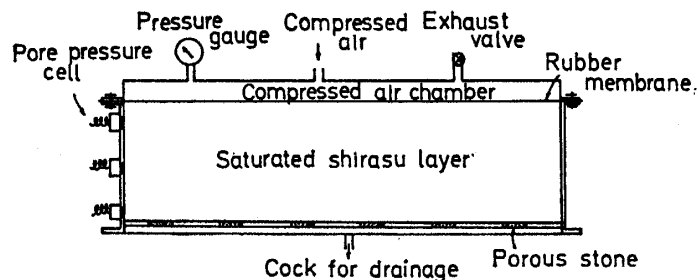 Pressure
gauge
Compressed
air
Exhaust
valve
Pore pressure
cell
Rubber
membrane.
Compressed air chamber
Saturated shirasu layer
Porous stone
Cock for drainage